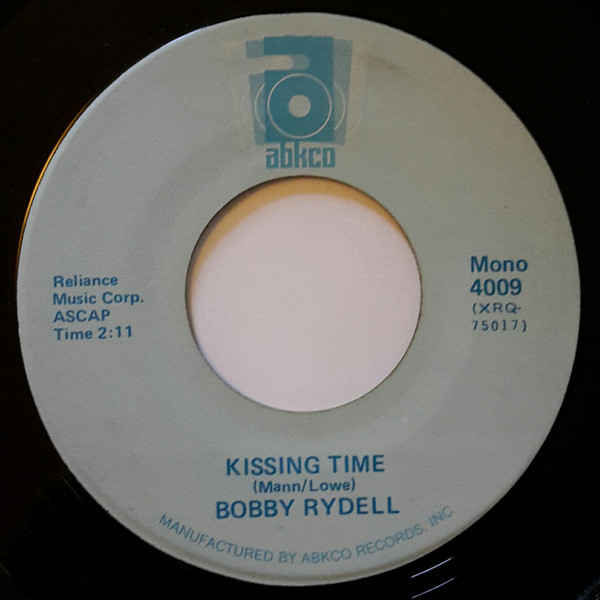 abkco
Reliance
Music Corp.
ASCAP
Time 2:11
Mono
4009
(XRQ-
75017)
KISSING TIME
(Mann/Lowe)
BOBBY RYDELL
MANUFACTURED BY ABKCO RECORDS, INC.